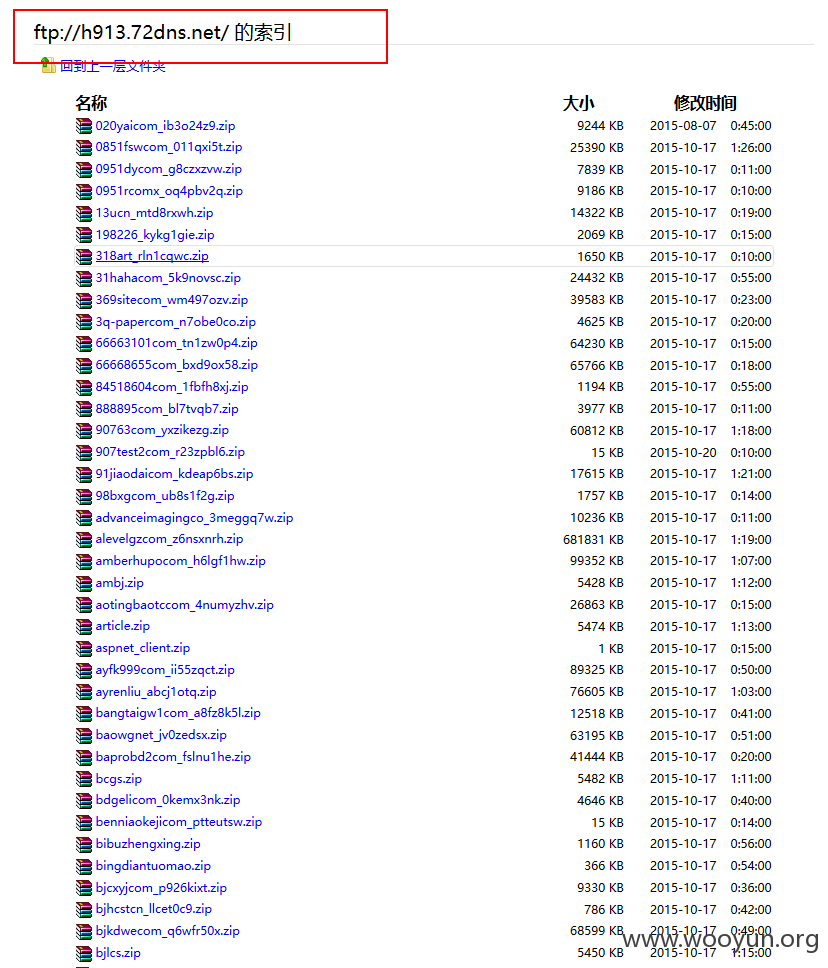 ftp://h913.72dns.net/ 的索引
回到上一层文件夹
名称 大小 修改时间
020yaicom_ib3o24z9.zip 9244 KB 2015-08-07 0:45:00
0851fswcom_011qxi5t.zip 25390 KB 2015-10-17 1:26:00
0951dycom_g8czxzvw.zip 7839 KB 2015-10-17 0:11:00
0951rcomx_oq4pbv2q.zip 9186 KB 2015-10-17 0:10:00
13ucn_mtd8rxwh.zip 14322 KB 2015-10-17 0:19:00
198226_kykg1gie.zip 2069 KB 2015-10-17 0:15:00
318art_rln1cqwc.zip 1650 KB 2015-10-17 0:10:00
31hahacom_5k9novsc.zip 24432 KB 2015-10-17 0:55:00
369sitecom_wm497ozv.zip 39583 KB 2015-10-17 0:23:00
3q-papercom_n7obe0co.zip 4625 KB 2015-10-17 0:20:00
66663101com_tn1zw0p4.zip 64230 KB 2015-10-17 0:15:00
66668655com_bxd9ox58.zip 65766 KB 2015-10-17 0:18:00
84518604com_1fbfh8xj.zip 1194 KB 2015-10-17 0:55:00
888895com_bl7tvqb7.zip 3977 KB 2015-10-17 0:11:00
90763com_yxzikezg.zip 60812 KB 2015-10-17 1:18:00
907test2com_r23zpbl6.zip 15 KB 2015-10-20 0:10:00
91jiaodaicom_kdeap6bs.zip 17615 KB 2015-10-17 1:21:00
98bxgcom_ub8s1f2g.zip 1757 KB 2015-10-17 0:14:00
advanceimagingco_3meggq7w.zip 10236 KB 2015-10-17 0:11:00
alevelgzcom_z6nsxnrh.zip 681831 KB 2015-10-17 1:19:00
amberhupocom_h6lgf1hw.zip 99352 KB 2015-10-17 1:07:00
ambj.zip 5428 KB 2015-10-17 1:12:00
aotingbaotccom_4numyzhv.zip 26863 KB 2015-10-17 0:15:00
article.zip 5474 KB 2015-10-17 1:13:00
aspnet_client.zip 1 KB 2015-10-17 0:15:00
ayfk999com_ii55zqct.zip 89325 KB 2015-10-17 0:50:00
ayrenliu_abcj1otq.zip 76605 KB 2015-10-17 1:03:00
bangtaigw1com_a8fz8k5l.zip 12518 KB 2015-10-17 0:41:00
baowgnet_jv0zedsx.zip 63195 KB 2015-10-17 0:51:00
baprobd2com_fslnu1he.zip 41444 KB 2015-10-17 0:20:00
bcgs.zip 5482 KB 2015-10-17 1:11:00
bdgelicom_0kemx3nk.zip 4646 KB 2015-10-17 0:40:00
benniaokejicom_ptteutsw.zip 15 KB 2015-10-17 0:14:00
bibuzhengxing.zip 1160 KB 2015-10-17 0:56:00
bingdiantuomao.zip 366 KB 2015-10-17 0:54:00
bjcxyjcom_p926kixt.zip 9330 KB 2015-10-17 0:36:00
bjhcstcn_llcet0c9.zip 786 KB 2015-10-17 0:42:00
bjkdwecom_q6wfr50x.zip 68599 KB 2015-10-17 0:49:00
www.wooyun.org
bjlcs.zip 5450 KB 2015-10-17 1:15:00